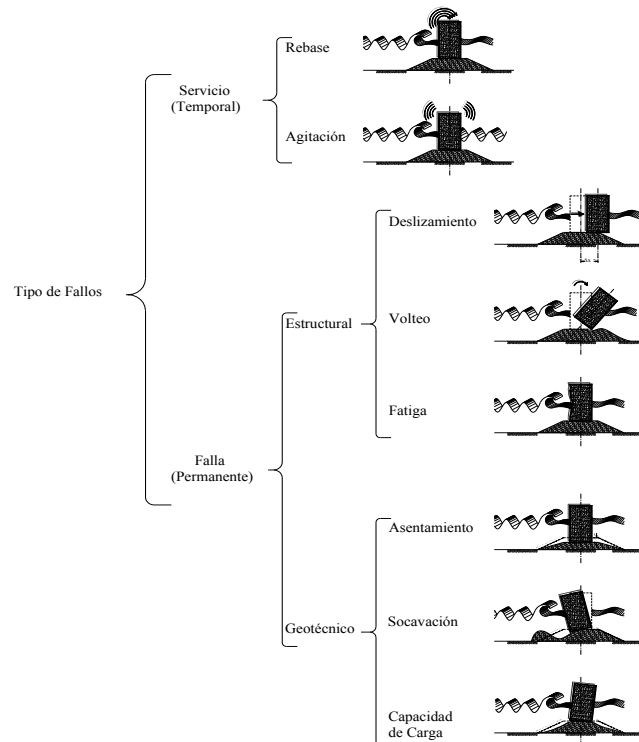 Rebase
Servicio
(Temporal)
Agitación
Deslizamiento
Tipo de Fallos
Estructural
Volteo
Fatiga
Falla
(Permanente)
Asentamiento
Geotécnico
Socavación
Capacidad
de Carga